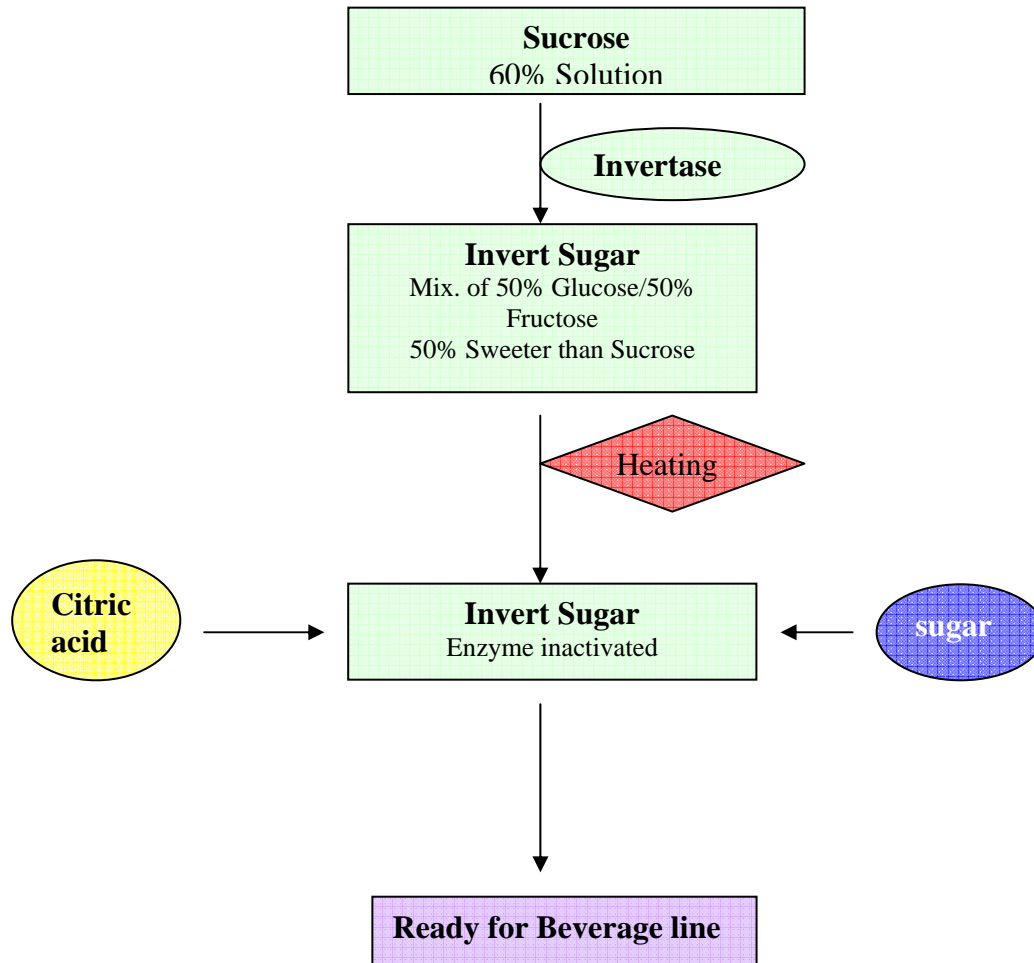 Sucrose
60% Solution
Invertase
Invert Sugar
Mix. of 50% Glucose/50%
Fructose
50% Sweeter than Sucrose
Heating
Citric
acid
Invert Sugar
Enzyme inactivated
sugar
Ready for Beverage line